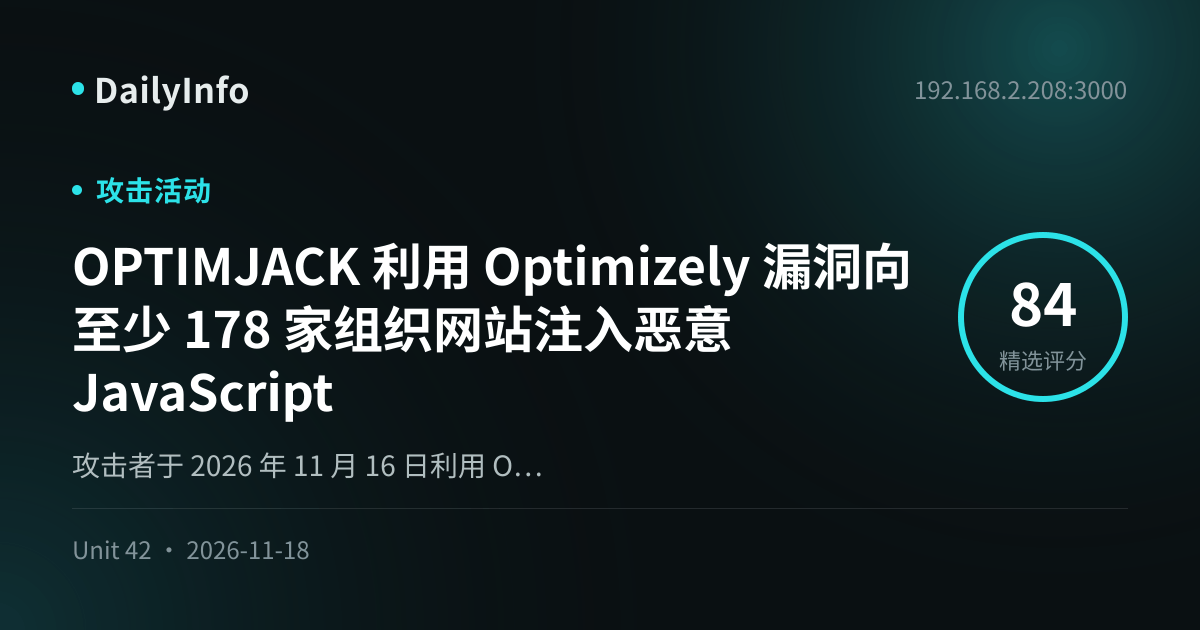 DailyInfo
192.168.2.208:3000
攻击活动
OPTIMJACK 利用 Optimizely 漏洞向
至少 178 家组织网站注入恶意
JavaScript
84
精选评分
攻击者于 2026 年 11 月 16 日利用 O…
Unit 42 · 2026-11-18